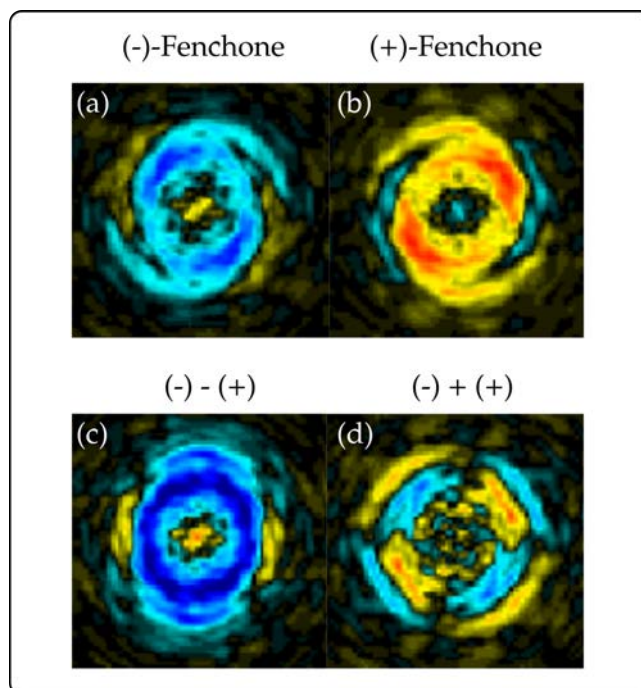 (-)-Fenchone (+)-Fenchone
(a) (b)
(-) - (+) (-) + (+)
(c) (d)